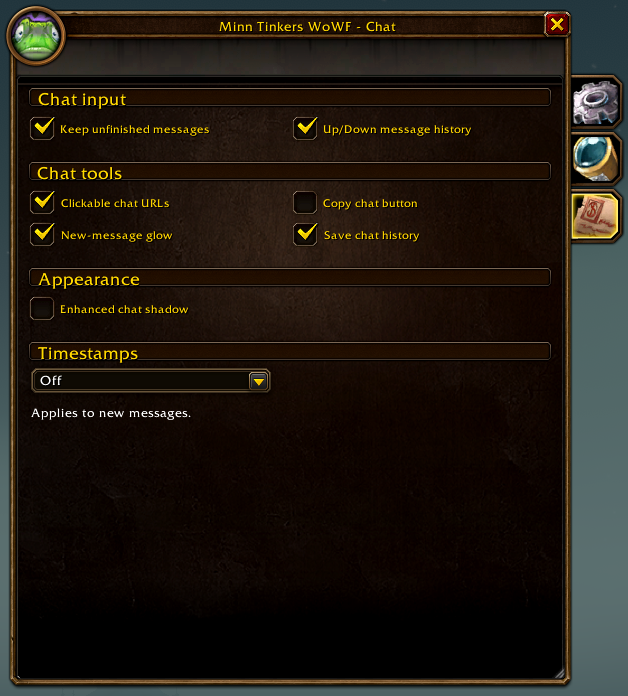 Minn Tinkers WoWF - Chat
Chat input
Keep unfinished messages
Up/Down message history
Chat tools
Clickable chat URLs
Copy chat button
New-message glow
Save chat history
Appearance
Enhanced chat shadow
Timestamps
Off
Applies to new messages.